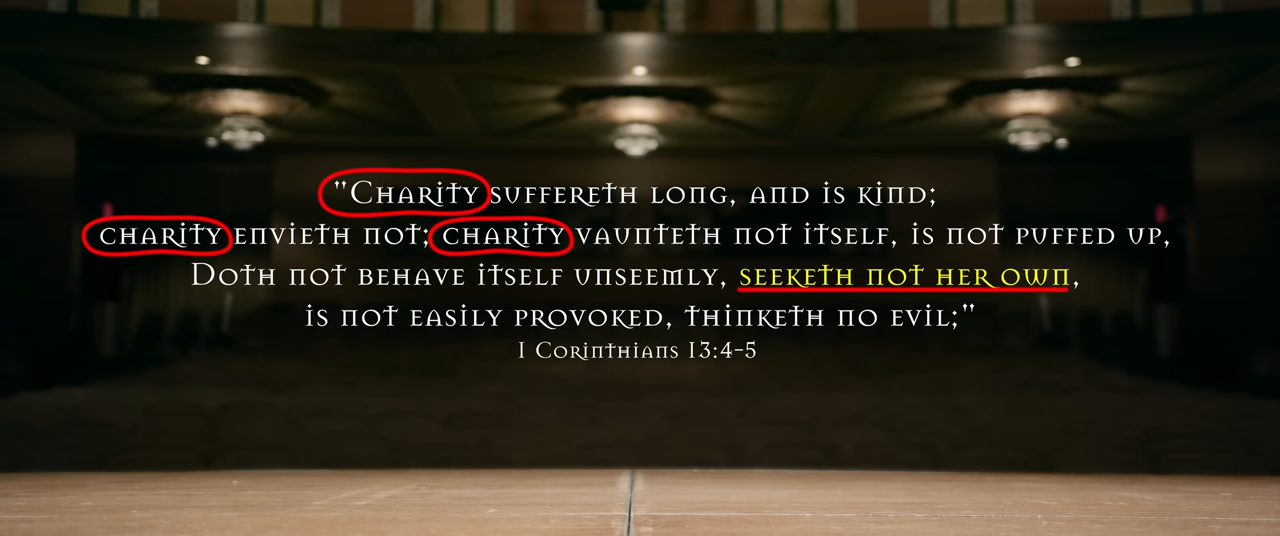 "Charity suffereth long, and is kind;
charity envieth not; charity vaunteth not itself, is not puffed up,
Doth not behave itself unseemly, seeketh not her own,
is not easily provoked, thinketh no evil;"
I Corinthians 13:4-5